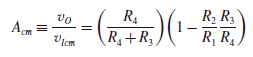 A_cm ≡ v_O / v_Icm = ( R_4 / (R_4 + R_3) ) ( 1 − (R_2 / R_1) (R_3 / R_4) )